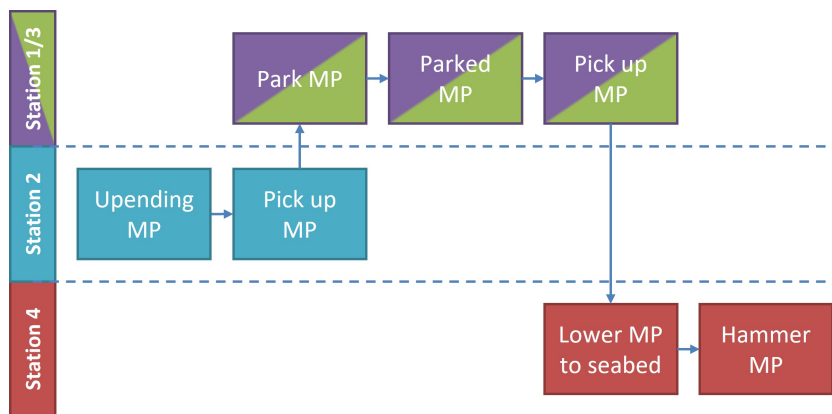 Station 1/3
Park MP
Parked
MP
Pick up
MP
Station 2
Upending
MP
Pick up
MP
Station 4
Lower MP
to seabed
Hammer
MP